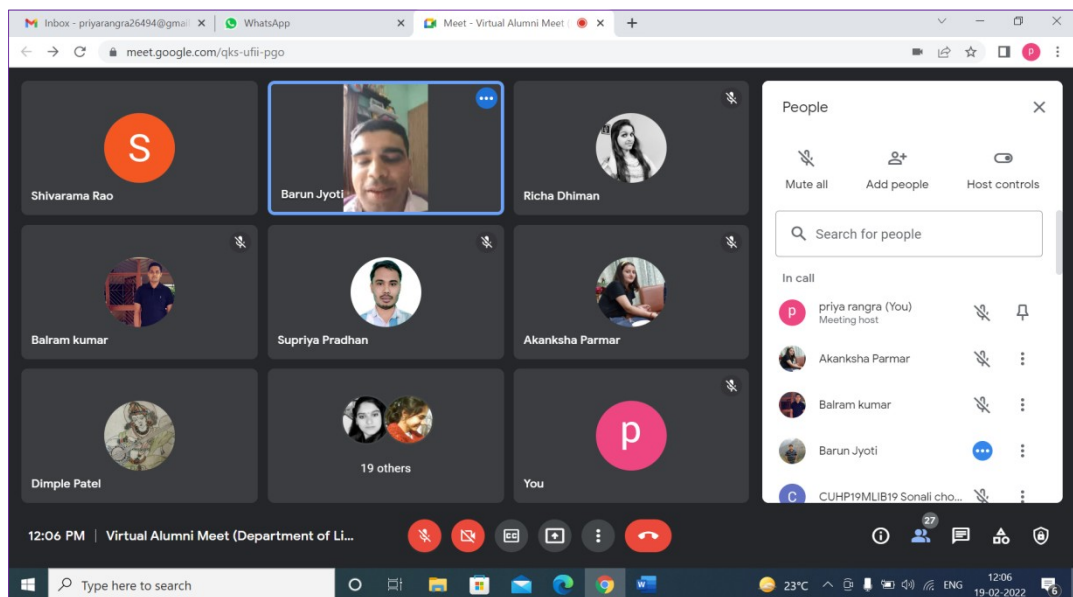 Inbox - priyarangra26494@gmai
WhatsApp
Meet - Virtual Alumni Meet (
meet.google.com/qks-ufii-pgo
p
S
Shivarama Rao
Barun Jyoti
Richa Dhiman
Balram kumar
Supriya Pradhan
Akanksha Parmar
Dimple Patel
19 others
p
You
People
Mute all
Add people
Host controls
Search for people
In call
p
priya rangra (You)
Meeting host
Akanksha Parmar
Balram kumar
Barun Jyoti
C
CUHP19MLIB19 Sonali cho...
12:06 PM | Virtual Alumni Meet (Department of Li...
27
Type here to search
23°C
ENG
12:06
19-02-2022
6